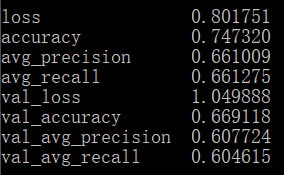 loss 0.801751
accuracy 0.747320
avg_precision 0.661009
avg_recall 0.661275
val_loss 1.049888
val_accuracy 0.669118
val_avg_precision 0.607724
val_avg_recall 0.604615